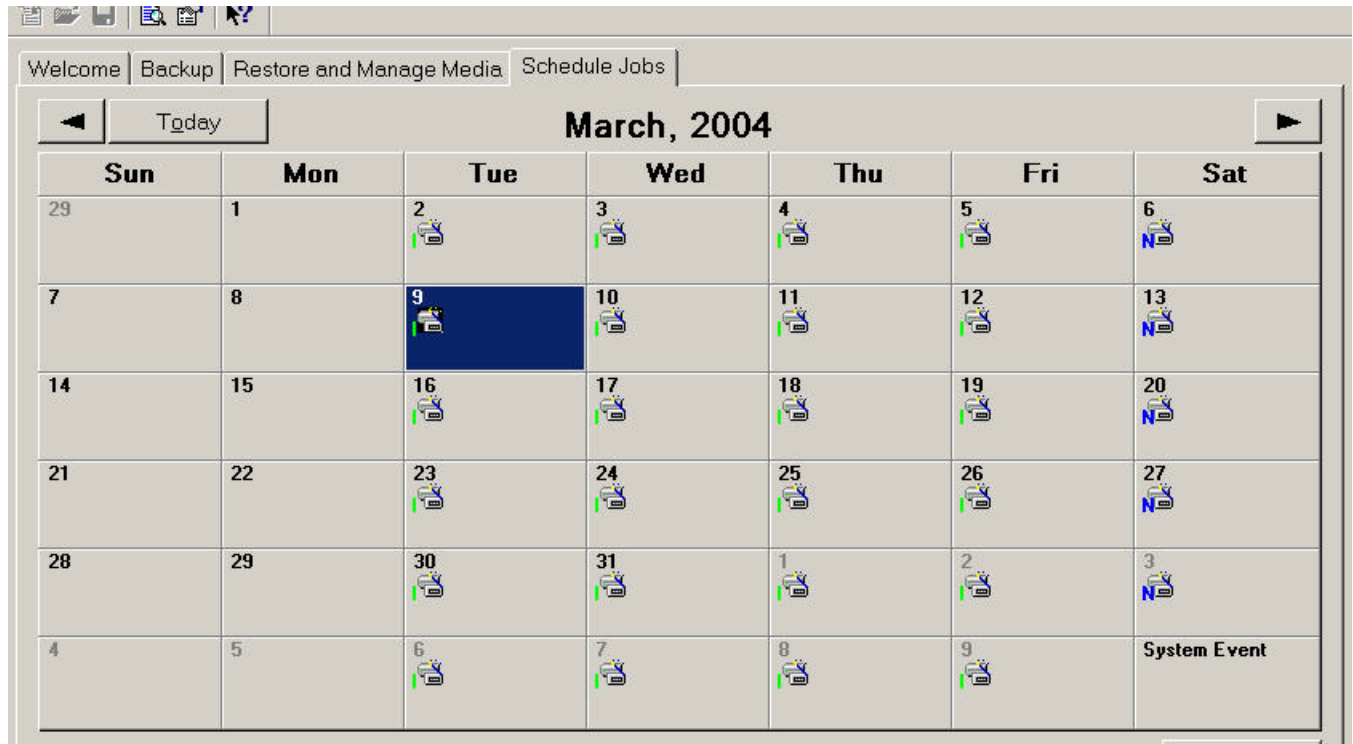 Welcome Backup Restore and Manage Media Schedule Jobs
Today March, 2004
Sun Mon Tue Wed Thu Fri Sat
29 1 2 3 4 5 6
I I I I N
7 8 9 10 11 12 13
I I I I N
14 15 16 17 18 19 20
I I I I N
21 22 23 24 25 26 27
I I I I N
28 29 30 31 1 2 3
I I I I N
4 5 6 7 8 9 System Event
I I I I